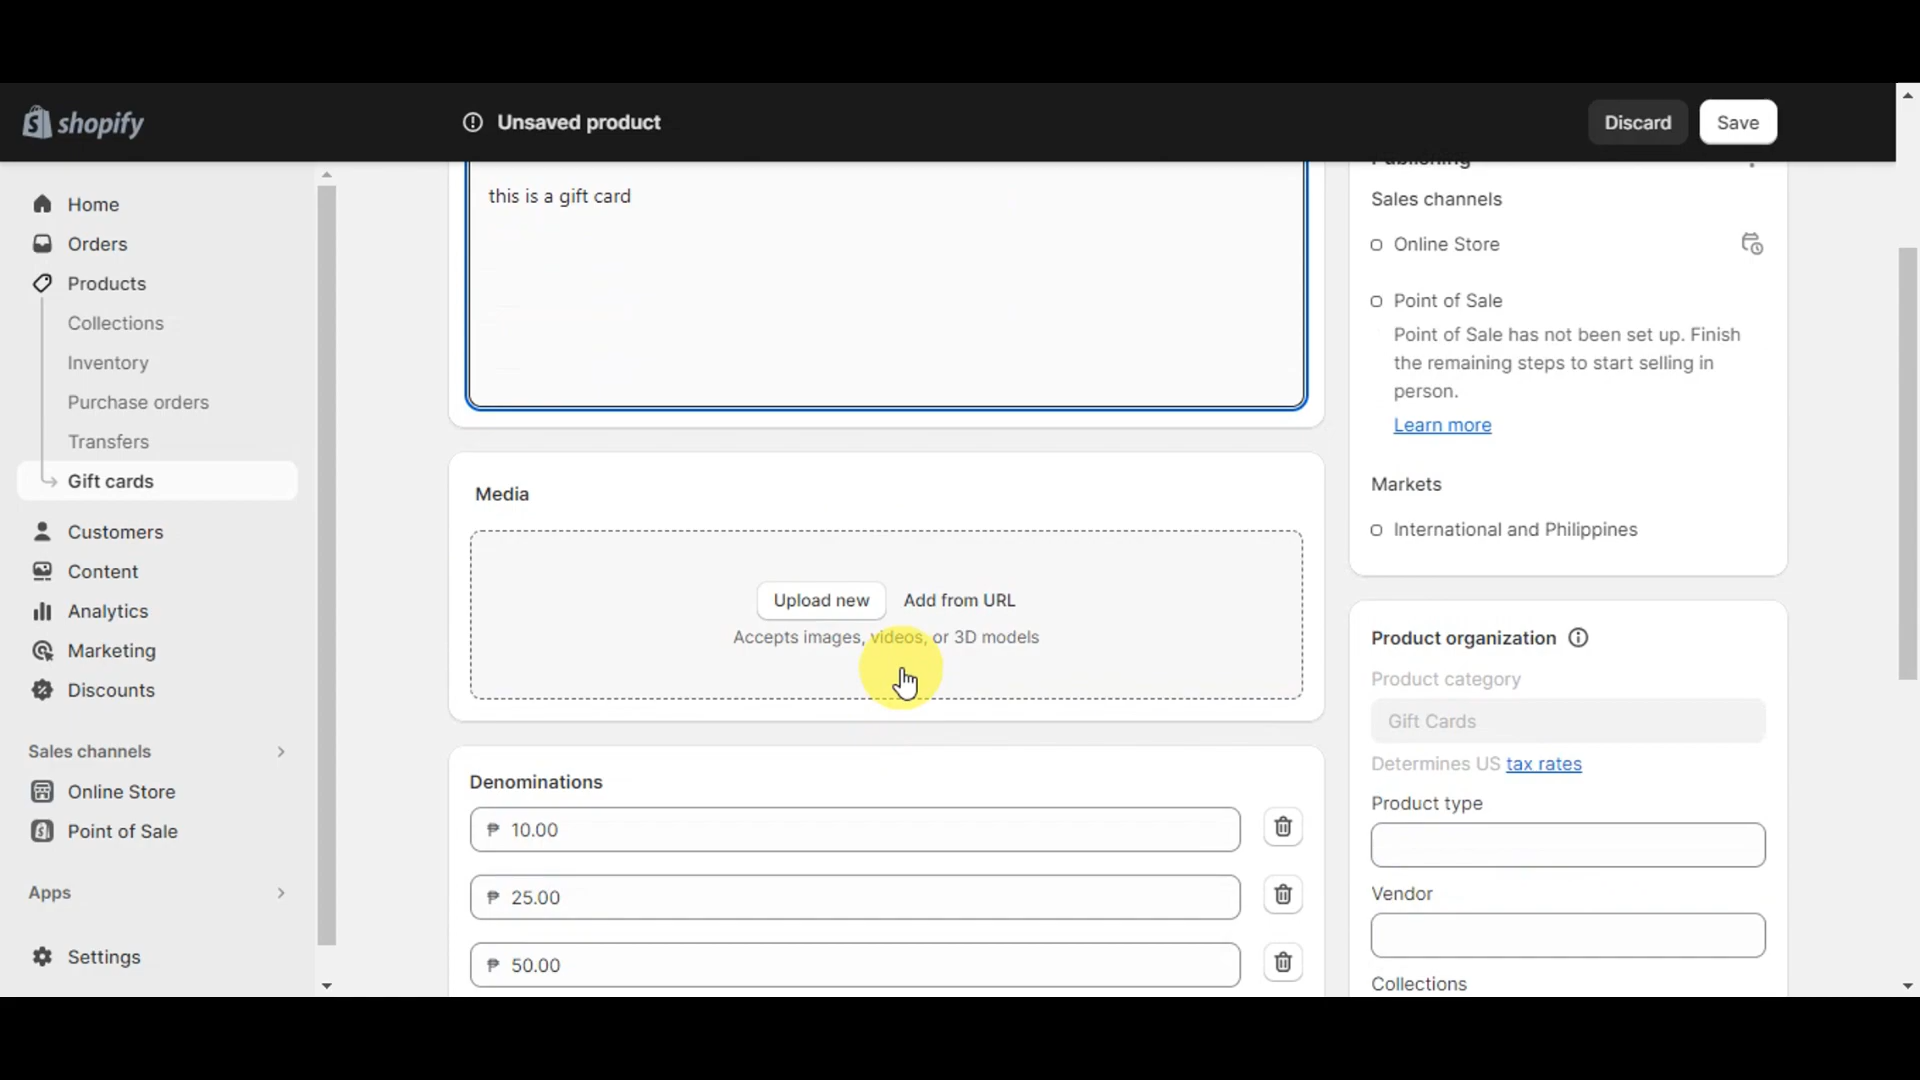 shopify
Unsaved product
Discard
Save
Home
Orders
Products
Collections
Inventory
Purchase orders
Transfers
Gift cards
Customers
Content
Analytics
Marketing
Discounts
Sales channels
Online Store
Point of Sale
Apps
Settings
this is a gift card
Media
Upload new
Add from URL
Accepts images, videos, or 3D models
Denominations
₱ 10.00
₱ 25.00
₱ 50.00
Publishing
Sales channels
Online Store
Point of Sale
Point of Sale has not been set up. Finish
the remaining steps to start selling in
person.
Learn more
Markets
International and Philippines
Product organization
Product category
Gift Cards
Determines US tax rates
Product type
Vendor
Collections